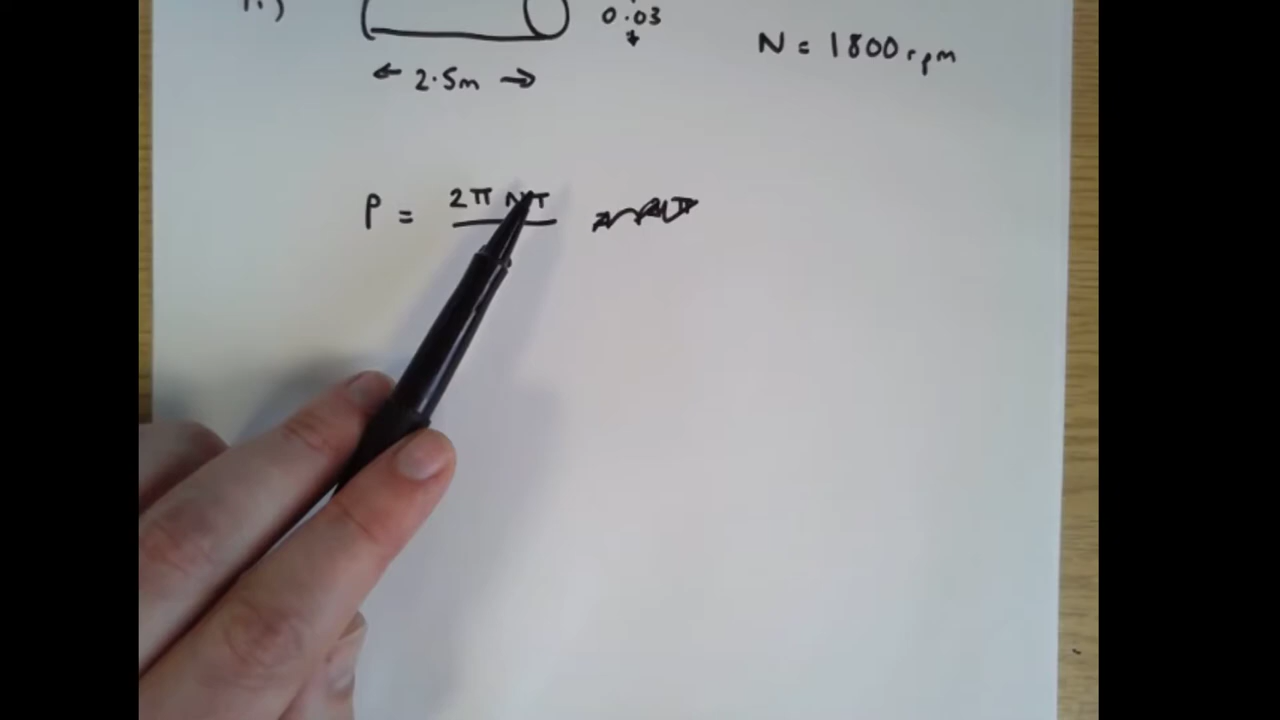 0.03
N = 1800 rpm
← 2.5m →
P = 2π NT